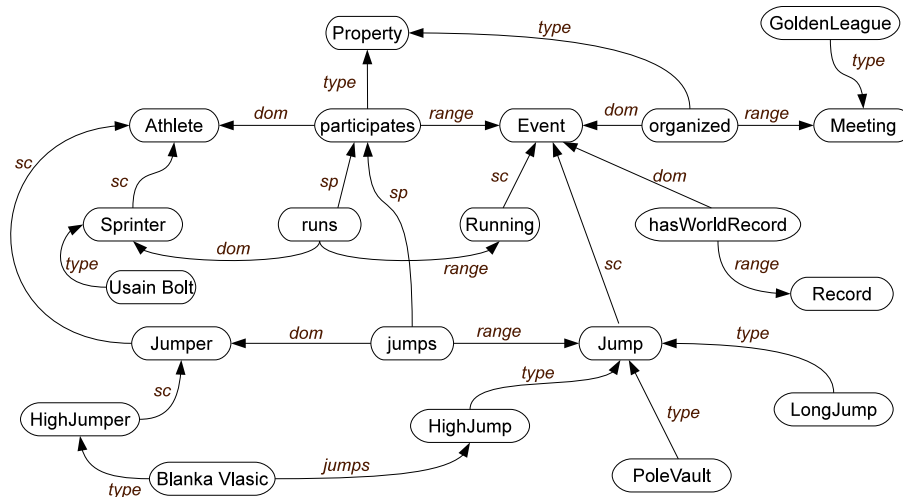 GoldenLeague
Property
type
type
type
Athlete
dom
participates
range
Event
dom
organized
range
Meeting
sc
sc
sp
sp
sc
dom
Sprinter
runs
Running
hasWorldRecord
type
dom
range
sc
range
Usain Bolt
Record
Jumper
dom
jumps
range
Jump
type
sc
type
HighJumper
HighJump
type
LongJump
type
Blanka Vlasic
jumps
PoleVault